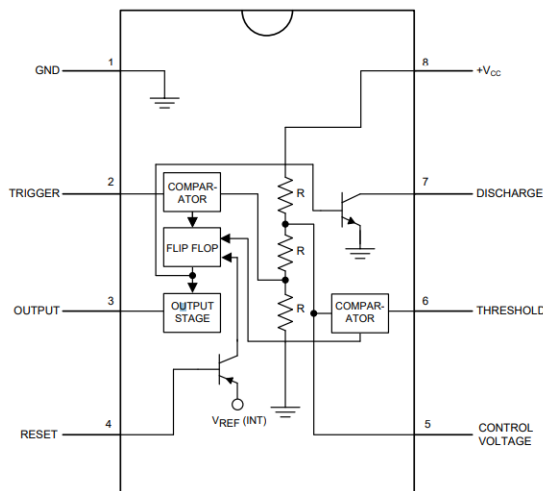 1
GND
8
+VCC
2
TRIGGER
COMPAR-
ATOR
R
7
DISCHARGE
FLIP FLOP
R
3
OUTPUT
OUTPUT
STAGE
R
COMPAR-
ATOR
6
THRESHOLD
VREF (INT)
4
RESET
5
CONTROL
VOLTAGE